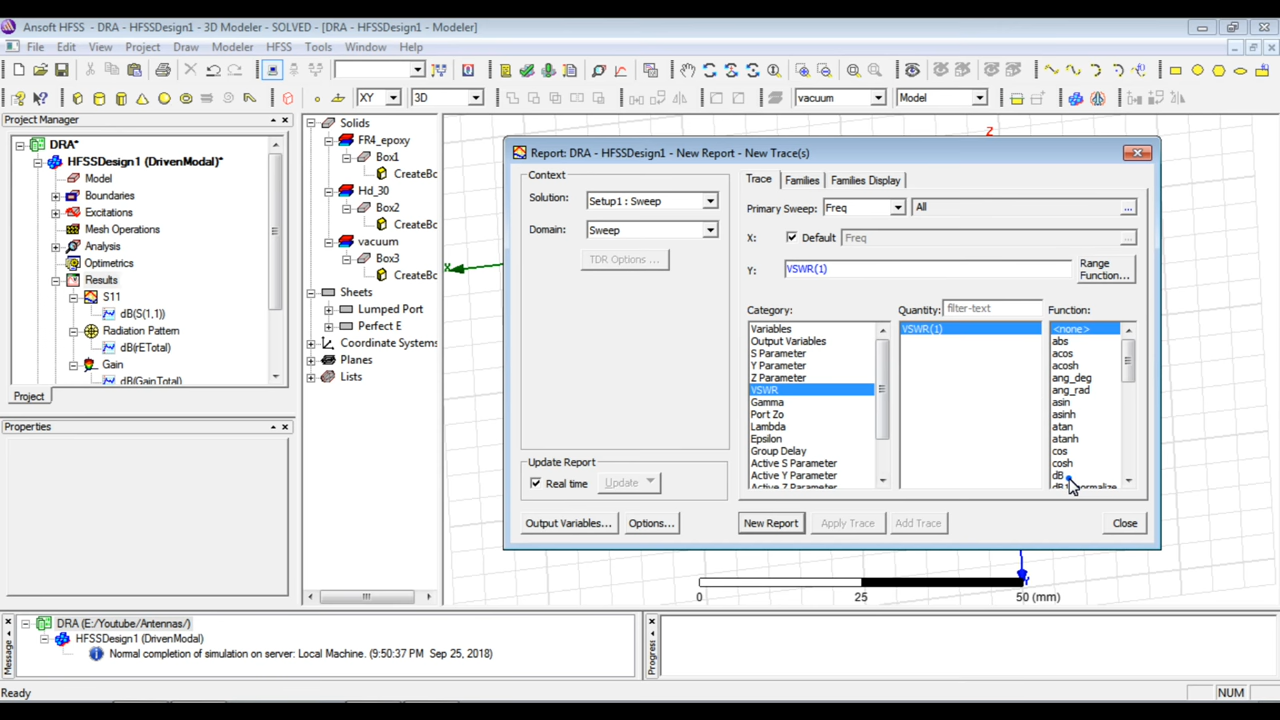 Ansoft HFSS - DRA - HFSSDesign1 - 3D Modeler - SOLVED - [DRA - HFSSDesign1 - Modeler]
File Edit View Project Draw Modeler HFSS Tools Window Help
XY 3D vacuum Model
Project Manager
DRA*
HFSSDesign1 (DrivenModal)*
Model
Boundaries
Excitations
Mesh Operations
Analysis
Optimetrics
Results
S11
dB(S(1,1))
Radiation Pattern
dB(rETotal)
Gain
dB(GainTotal)
Project
Properties
Solids
FR4_epoxy
Box1
CreateBo
Hd_30
Box2
CreateBo
vacuum
Box3
CreateBo
Sheets
Lumped Port
Perfect E
Coordinate Systems
Planes
Lists
Z
X
Report: DRA - HFSSDesign1 - New Report - New Trace(s)
Context
Solution: Setup1 : Sweep
Domain: Sweep
TDR Options ...
Update Report
Real time Update
Output Variables... Options...
Trace Families Families Display
Primary Sweep: Freq All ...
X: Default Freq ...
Y: VSWR(1) Range Function...
Category: Quantity: filter-text Function:
Variables
Output Variables
S Parameter
Y Parameter
Z Parameter
VSWR
Gamma
Port Zo
Lambda
Epsilon
Group Delay
Active S Parameter
Active Y Parameter
Active Z Parameter
VSWR(1)
<none>
abs
acos
acosh
ang_deg
ang_rad
asin
asinh
atan
atanh
cos
cosh
dB
New Report Apply Trace Add Trace Close
0 25 50 (mm)
Message
DRA (E:/Youtube/Antennas/)
HFSSDesign1 (DrivenModal)
Normal completion of simulation on server: Local Machine. (9:50:37 PM Sep 25, 2018)
Progress
Ready NUM